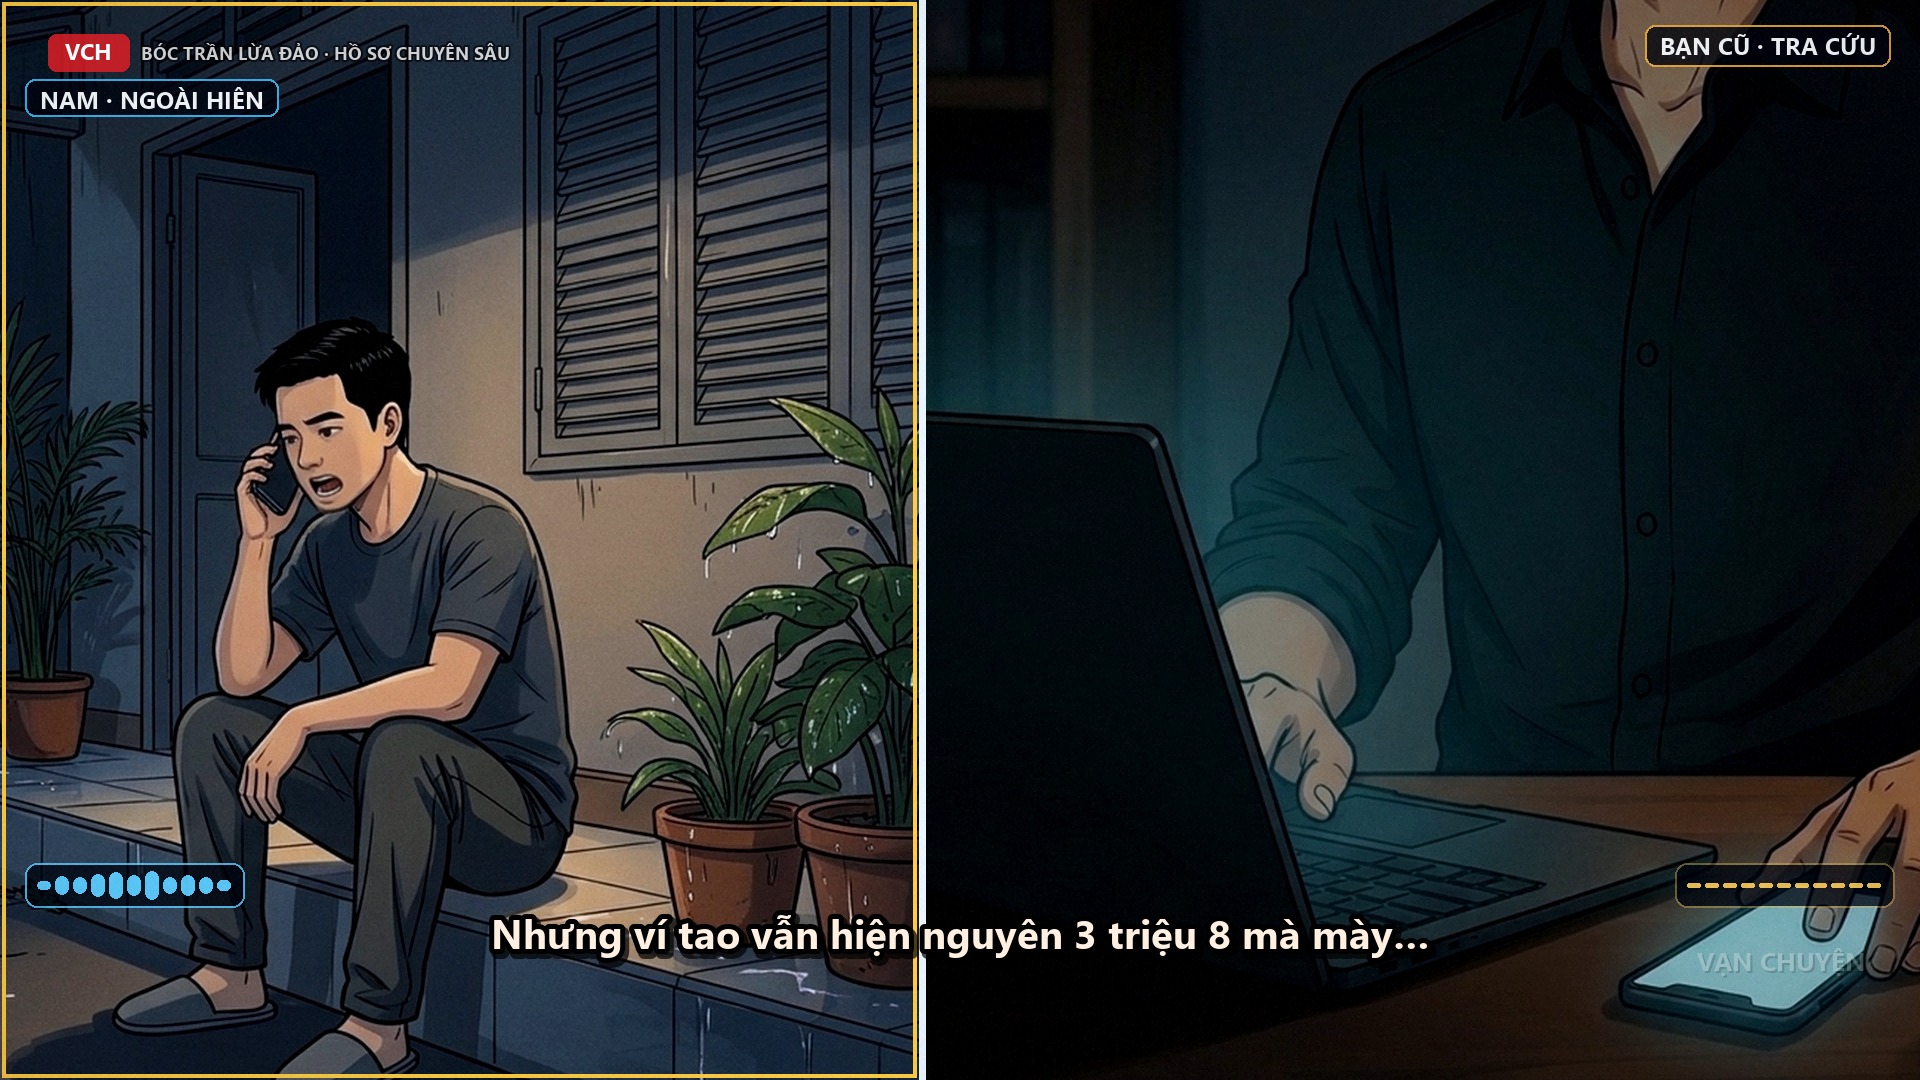 VCH BÓC TRẦN LỪA ĐẢO · HỒ SƠ CHUYÊN SÂU
NAM · NGOÀI HIÊN
BẠN CŨ · TRA CỨU
Nhưng ví tao vẫn hiện nguyên 3 triệu 8 mà mày...
VẠN CHUYỆN